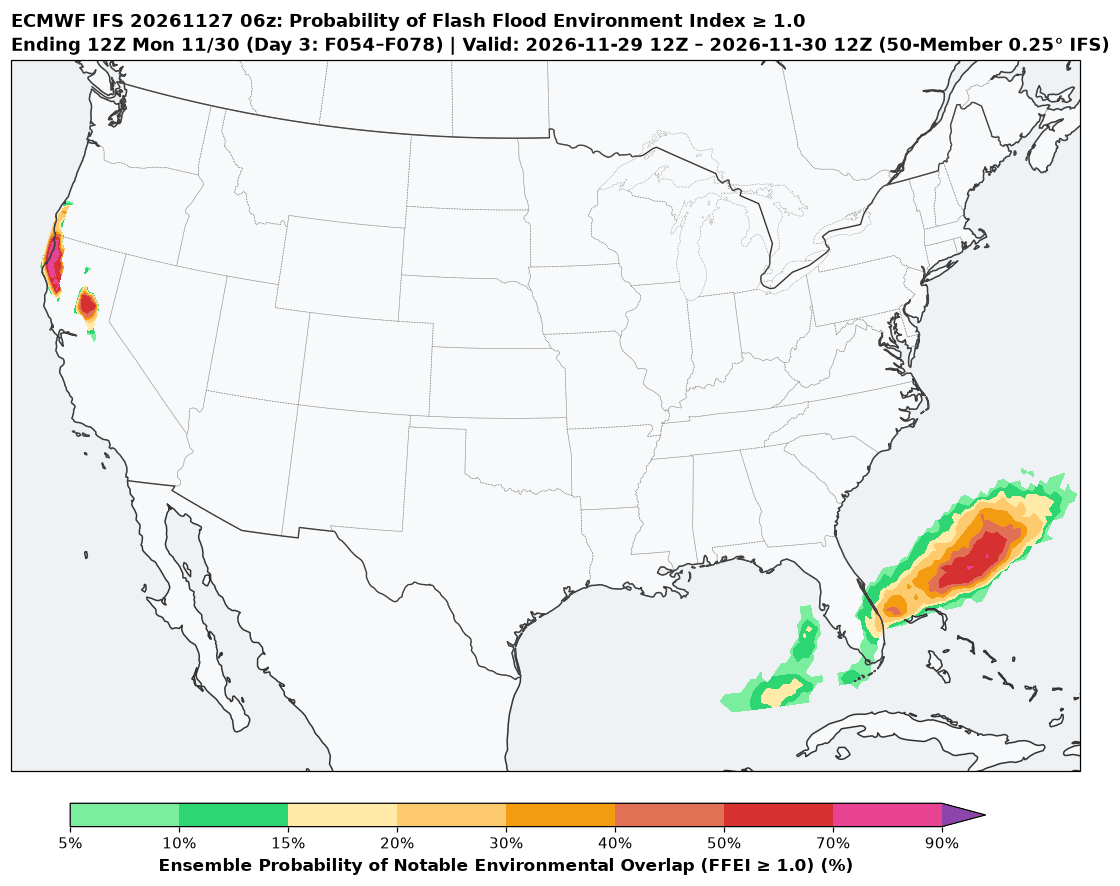 ECMWF IFS 20261127 06z: Probability of Flash Flood Environment Index ≥ 1.0
Ending 12Z Mon 11/30 (Day 3: F054–F078) | Valid: 2026-11-29 12Z – 2026-11-30 12Z (50-Member 0.25° IFS)
5% 10% 15% 20% 30% 40% 50% 70% 90%
Ensemble Probability of Notable Environmental Overlap (FFEI ≥ 1.0) (%)